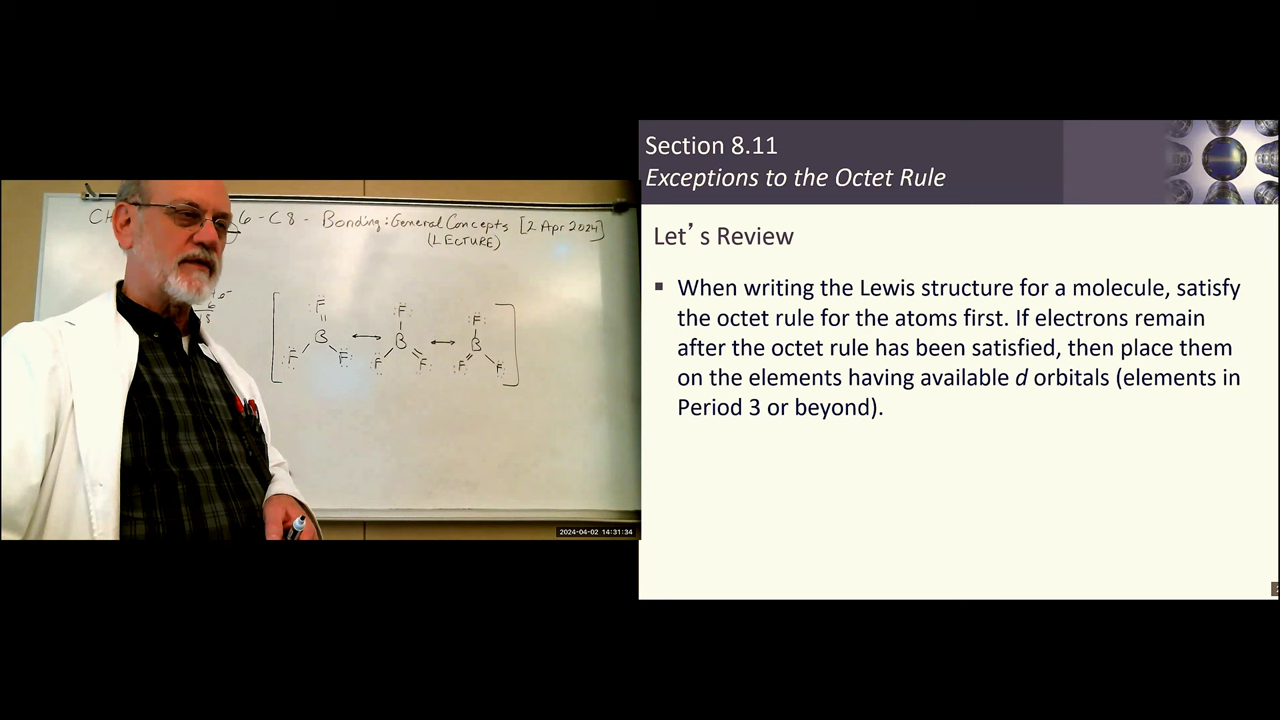 CH 6 - C8 - Bonding: General Concepts [2 Apr 2024]
(LECTURE)
F F F
B ↔ B ↔ B
F F F F F F
2024-04-02 14:31:34
Section 8.11
Exceptions to the Octet Rule
Let’s Review
▪ When writing the Lewis structure for a molecule, satisfy
the octet rule for the atoms first. If electrons remain
after the octet rule has been satisfied, then place them
on the elements having available d orbitals (elements in
Period 3 or beyond).